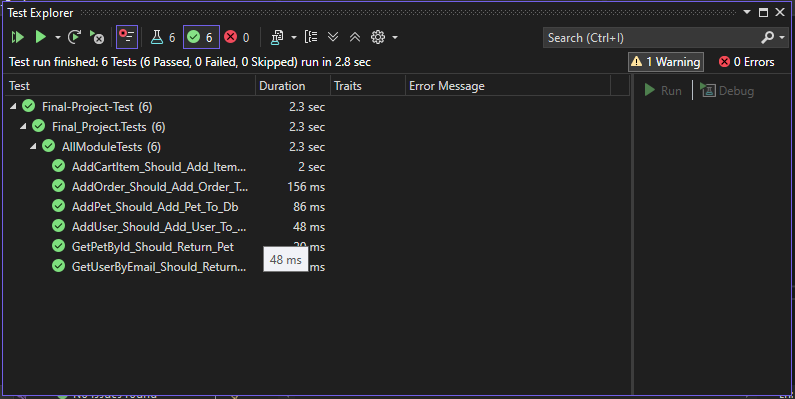 Test Explorer
6 6 0 Search (Ctrl+I)
Test run finished: 6 Tests (6 Passed, 0 Failed, 0 Skipped) run in 2.8 sec 1 Warning 0 Errors
Test Duration Traits Error Message Run Debug
Final-Project-Test (6) 2.3 sec
Final_Project.Tests (6) 2.3 sec
AllModuleTests (6) 2.3 sec
AddCartItem_Should_Add_Item... 2 sec
AddOrder_Should_Add_Order_T... 156 ms
AddPet_Should_Add_Pet_To_Db 86 ms
AddUser_Should_Add_User_To_... 48 ms
GetPetById_Should_Return_Pet
48 ms
GetUserByEmail_Should_Return... ms
No issues found